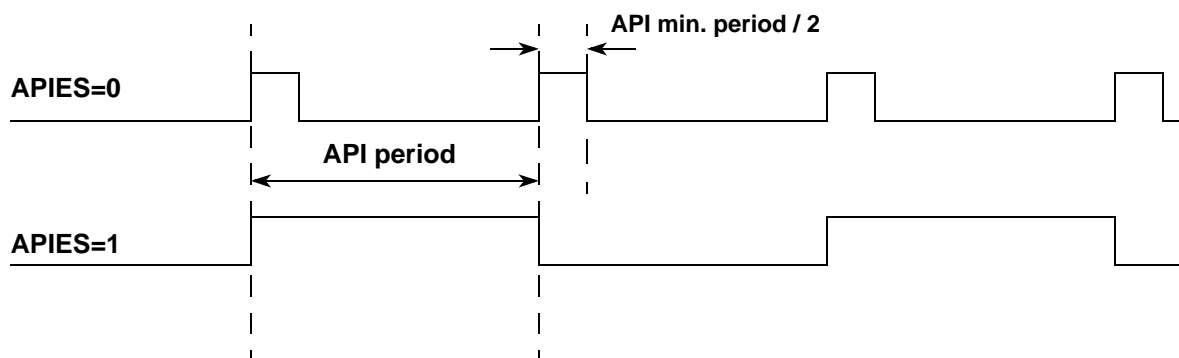 API min. period / 2
APIES=0
API period
APIES=1